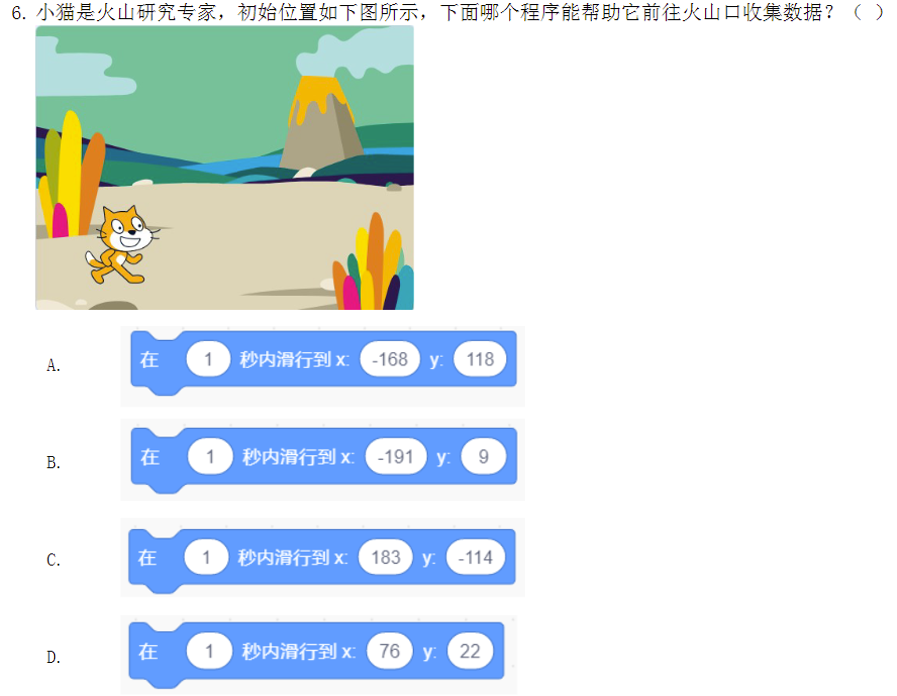 6. 小猫是火山研究专家，初始位置如下图所示，下面哪个程序能帮助它前往火山口收集数据？（ ）
A. 在 1 秒内滑行到 x: -168 y: 118
B. 在 1 秒内滑行到 x: -191 y: 9
C. 在 1 秒内滑行到 x: 183 y: -114
D. 在 1 秒内滑行到 x: 76 y: 22